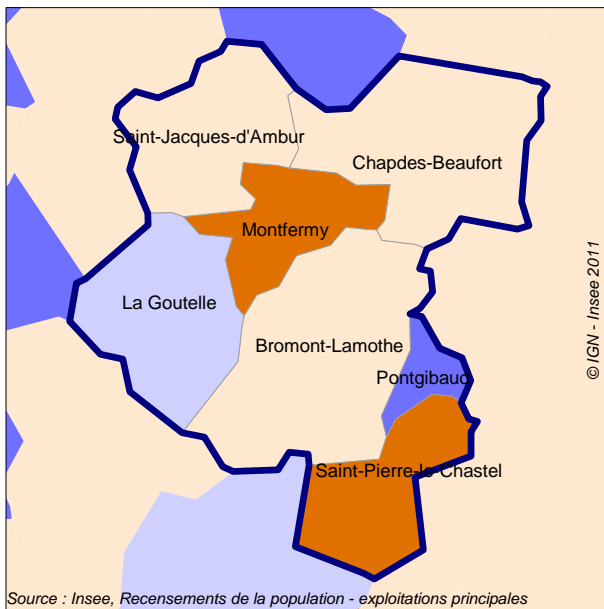 Saint-Jacques-d'Ambur
Chapdes-Beaufort
Montfermy
La Goutelle
Bromont-Lamothe
Pontgibaud
Saint-Pierre-le-Chastel
© IGN - Insee 2011
Source : Insee, Recensements de la population - exploitations principales